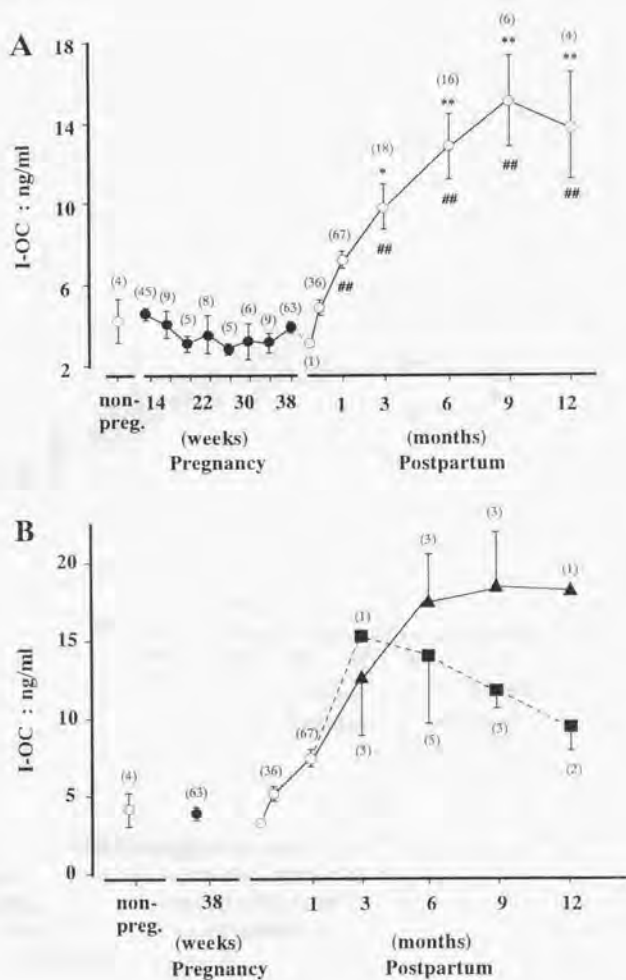 A
I-OC : ng/ml
18
14
10
6
2
(4)
(45)
(9)
(5)
(8)
(5)
(6)
(9)
(63)
(1)
(36)
(67)
##
(18)
*
##
(16)
**
##
(6)
**
##
(4)
**
##
non-
preg.
14 22 30 38
(weeks)
Pregnancy
1 3 6 9 12
(months)
Postpartum
B
I-OC : ng/ml
20
15
10
5
0
(4)
(63)
(36)
(67)
(1)
(3)
(3)
(5)
(3)
(3)
(1)
(2)
non-
preg.
38
(weeks)
Pregnancy
1 3 6 9 12
(months)
Postpartum